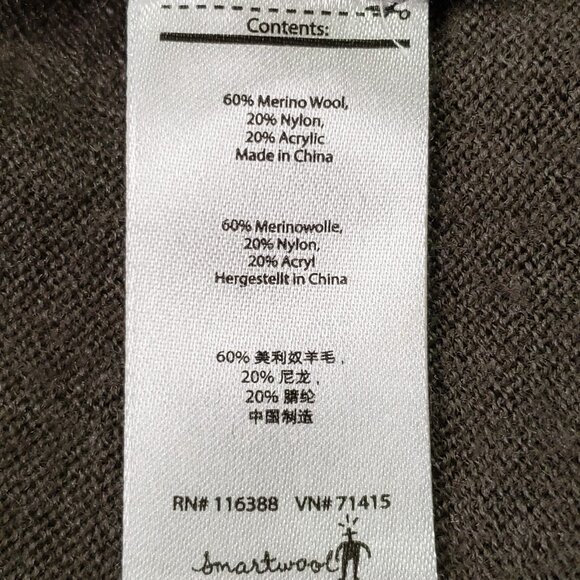 Contents:
60% Merino Wool,
20% Nylon,
20% Acrylic
Made in China
60% Merinowolle,
20% Nylon,
20% Acryl
Hergestellt in China
60% 美利奴羊毛 ,
20% 尼龙 ,
20% 腈纶
中国制造
RN# 116388 VN# 71415
smartwool